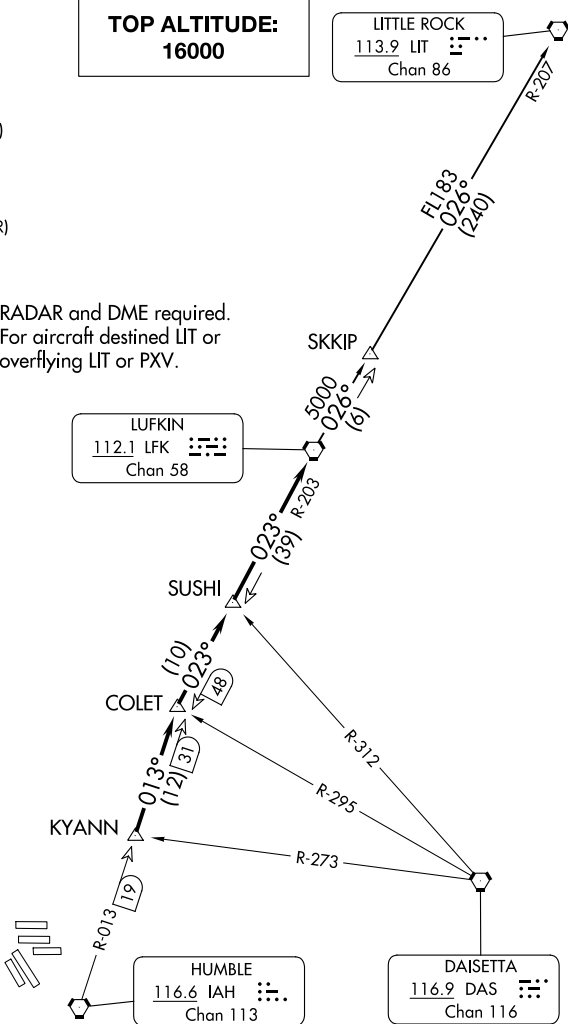 TOP ALTITUDE:
16000
LITTLE ROCK
113.9 LIT
Chan 86
R-207
)
FL183
026°
(240)
R)
RADAR and DME required.
For aircraft destined LIT or
overflying LIT or PXV.
SKKIP
5000
026°
(6)
LUFKIN
112.1 LFK
Chan 58
R-203
023°
(39)
SUSHI
(10)
023°
48
COLET
31
013°
(12)
R-312
R-295
KYANN
R-273
19
R-013
HUMBLE
116.6 IAH
Chan 113
DAISETTA
116.9 DAS
Chan 116